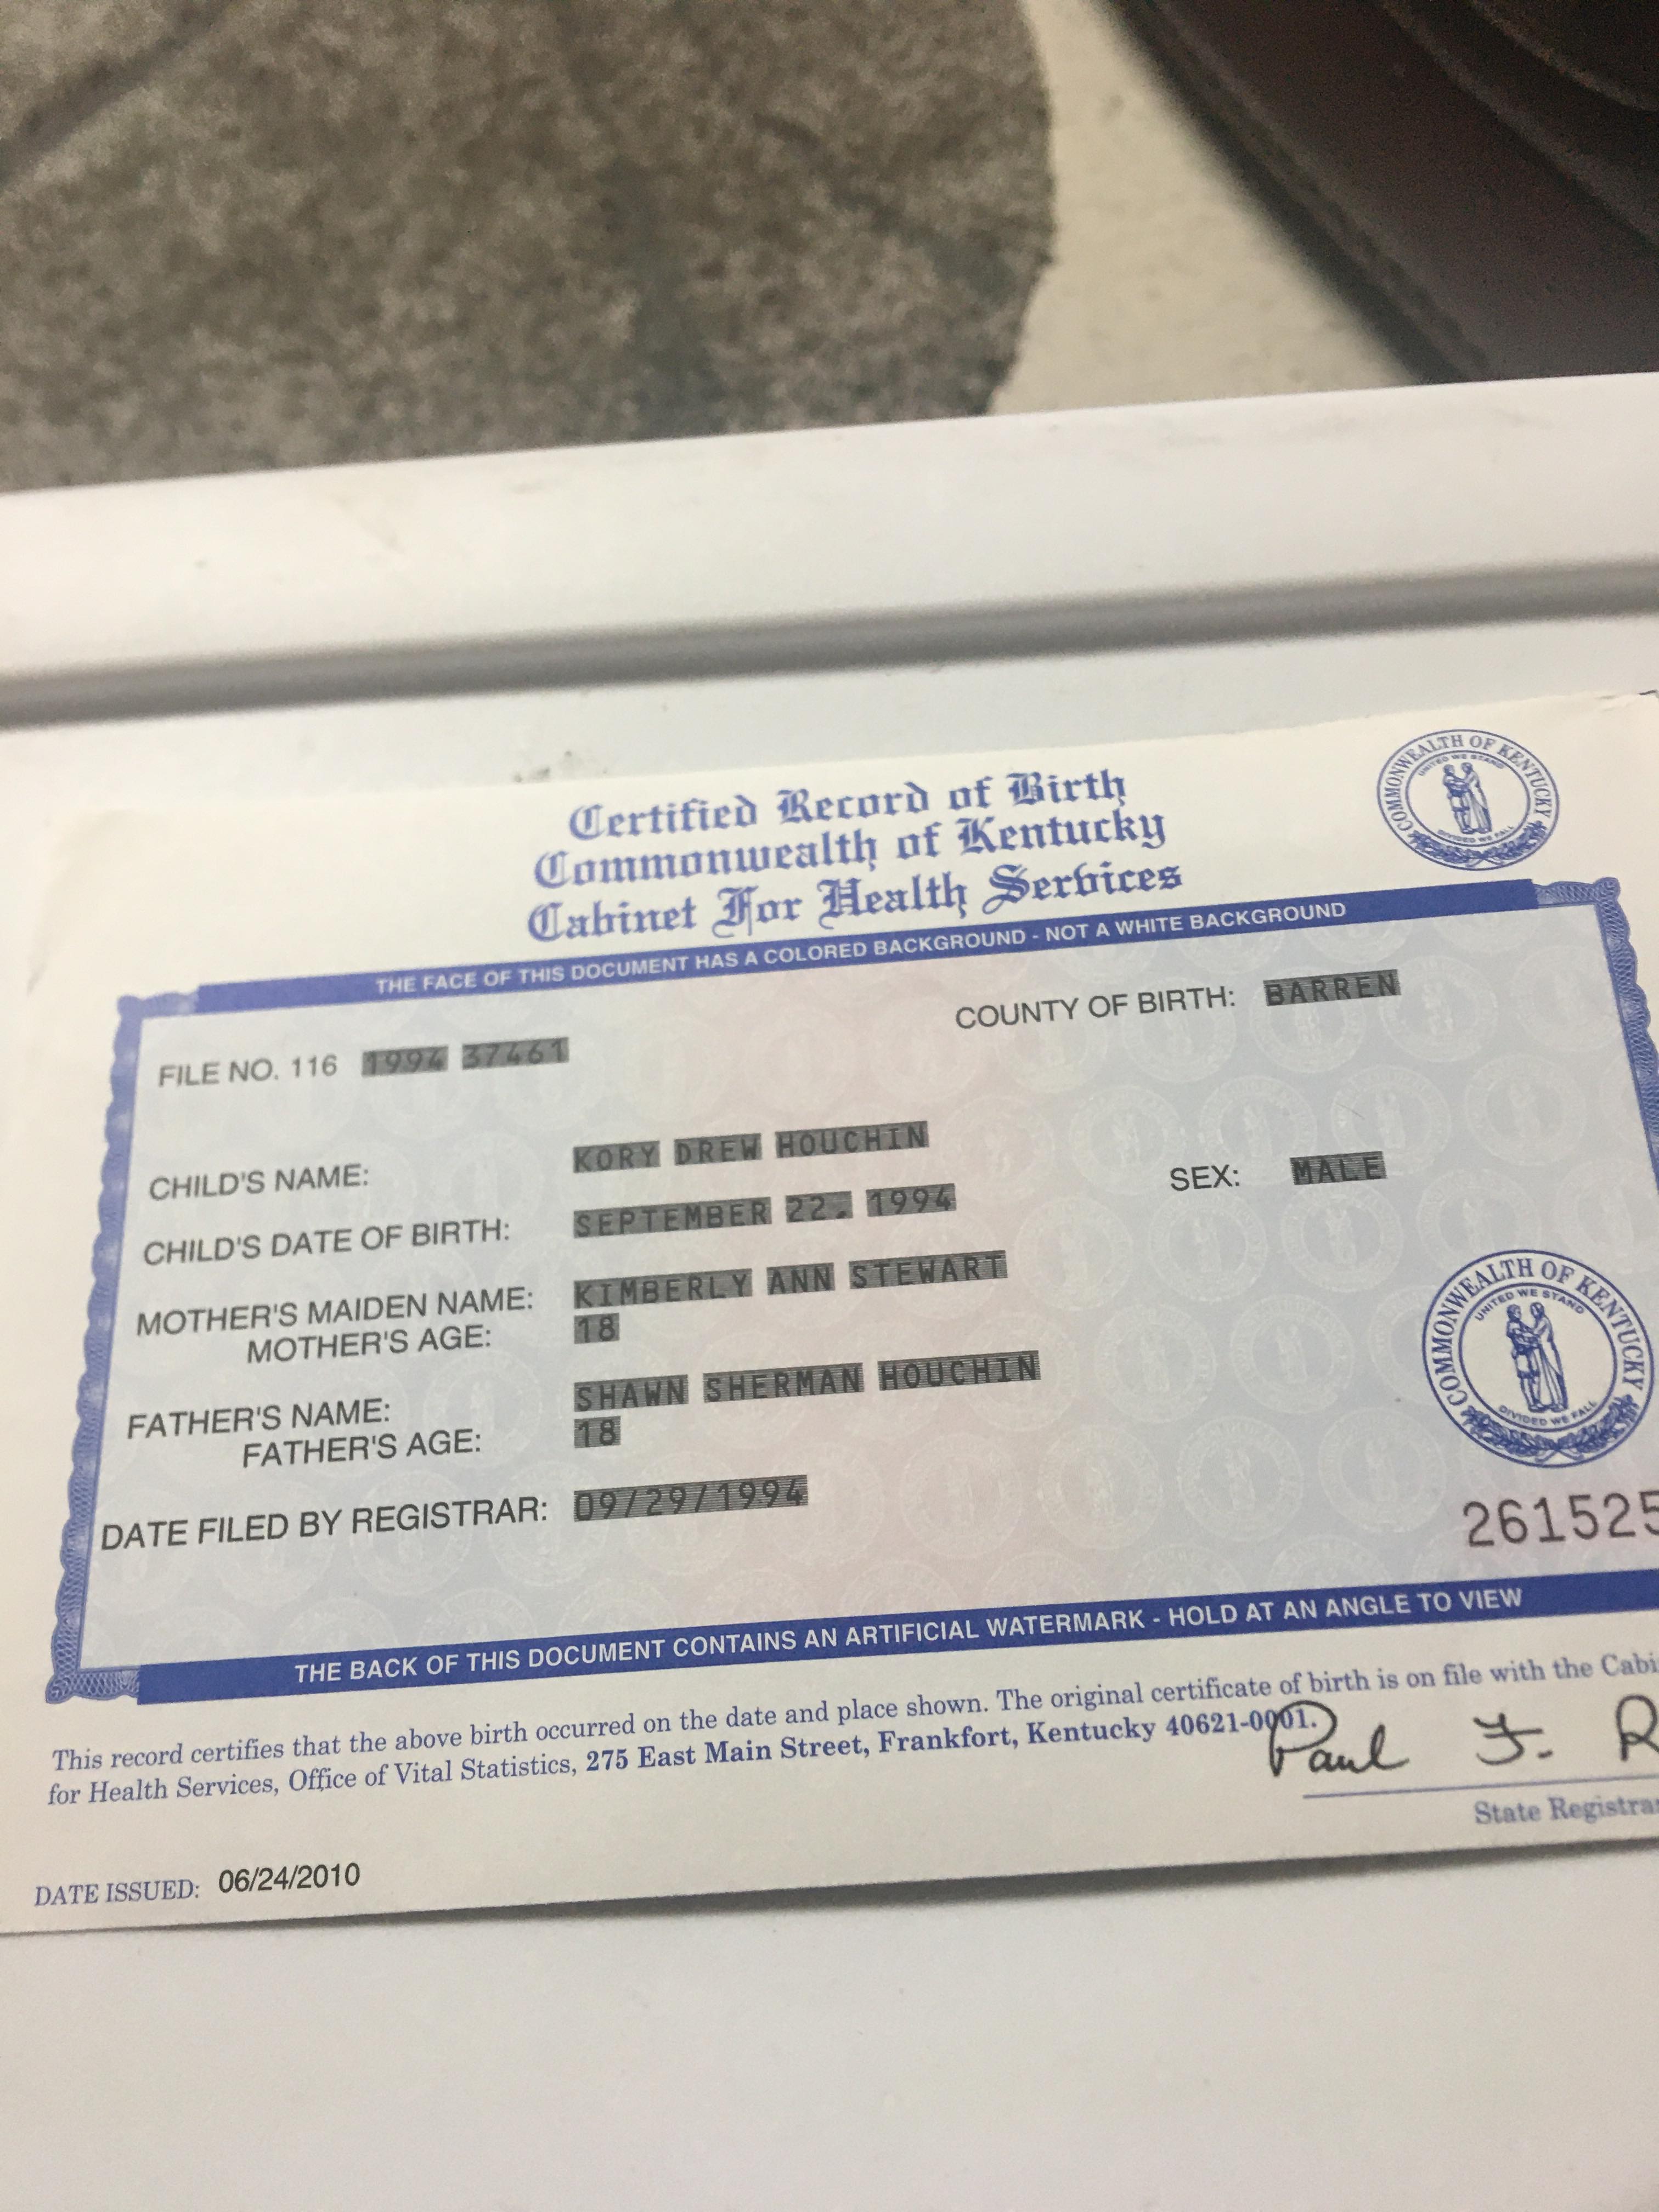 Certified Record of Birth
Commonwealth of Kentucky
Cabinet For Health Services
COMMONWEALTH OF KENTUCKY
UNITED WE STAND
DIVIDED WE FALL
THE FACE OF THIS DOCUMENT HAS A COLORED BACKGROUND - NOT A WHITE BACKGROUND
COUNTY OF BIRTH: BARREN
FILE NO. 116 1994 37461
CHILD'S NAME: KORY DREW HOUCHIN
SEX: MALE
CHILD'S DATE OF BIRTH: SEPTEMBER 22, 1994
MOTHER'S MAIDEN NAME: KIMBERLY ANN STEWART
MOTHER'S AGE: 18
FATHER'S NAME: SHAWN SHERMAN HOUCHIN
FATHER'S AGE: 18
COMMONWEALTH OF KENTUCKY
UNITED WE STAND
DIVIDED WE FALL
DATE FILED BY REGISTRAR: 09/29/1994
261525
THE BACK OF THIS DOCUMENT CONTAINS AN ARTIFICIAL WATERMARK - HOLD AT AN ANGLE TO VIEW
This record certifies that the above birth occurred on the date and place shown. The original certificate of birth is on file with the Cabi
for Health Services, Office of Vital Statistics, 275 East Main Street, Frankfort, Kentucky 40621-0001.
Paul F. R
State Registrar
DATE ISSUED: 06/24/2010